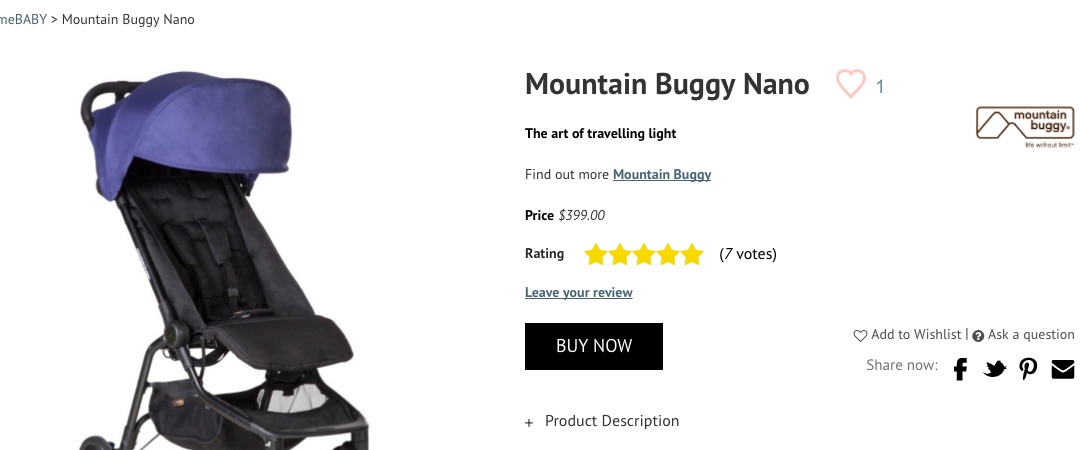 meBABY > Mountain Buggy Nano
Mountain Buggy Nano 1
mountain
buggy®
life without limit™
The art of travelling light
Find out more Mountain Buggy
Price $399.00
Rating (7 votes)
Leave your review
BUY NOW
Add to Wishlist | ? Ask a question
Share now:
+ Product Description